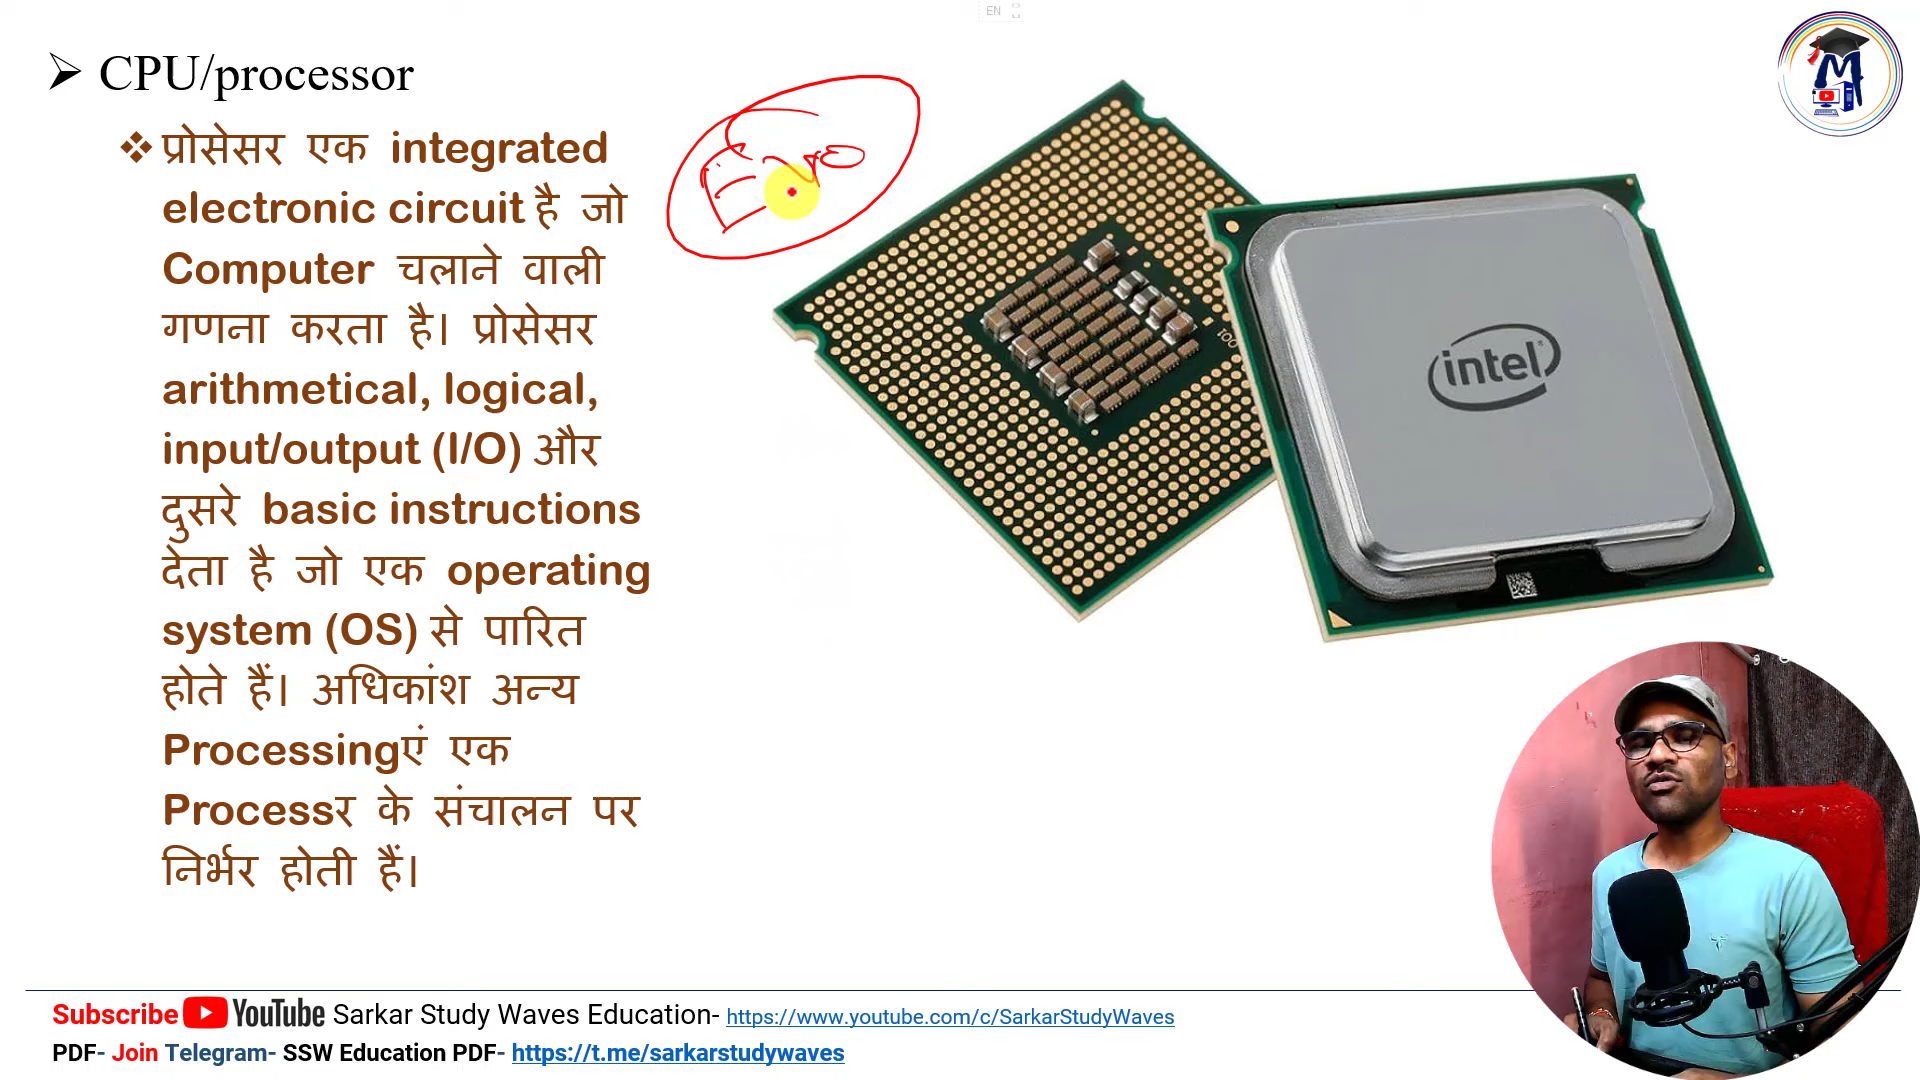 EN
CPU/processor
प्रोसेसर एक integrated
electronic circuit है जो
Computer चलाने वाली
गणना करता है। प्रोसेसर
arithmetical, logical,
input/output (I/O) और
दुसरे basic instructions
देता है जो एक operating
system (OS) से पारित
होते हैं। अधिकांश अन्य
Processingएं एक
Processर के संचालन पर
निर्भर होती हैं।
intel
Subscribe YouTube Sarkar Study Waves Education- https://www.youtube.com/c/SarkarStudyWaves
PDF- Join Telegram- SSW Education PDF- https://t.me/sarkarstudywaves